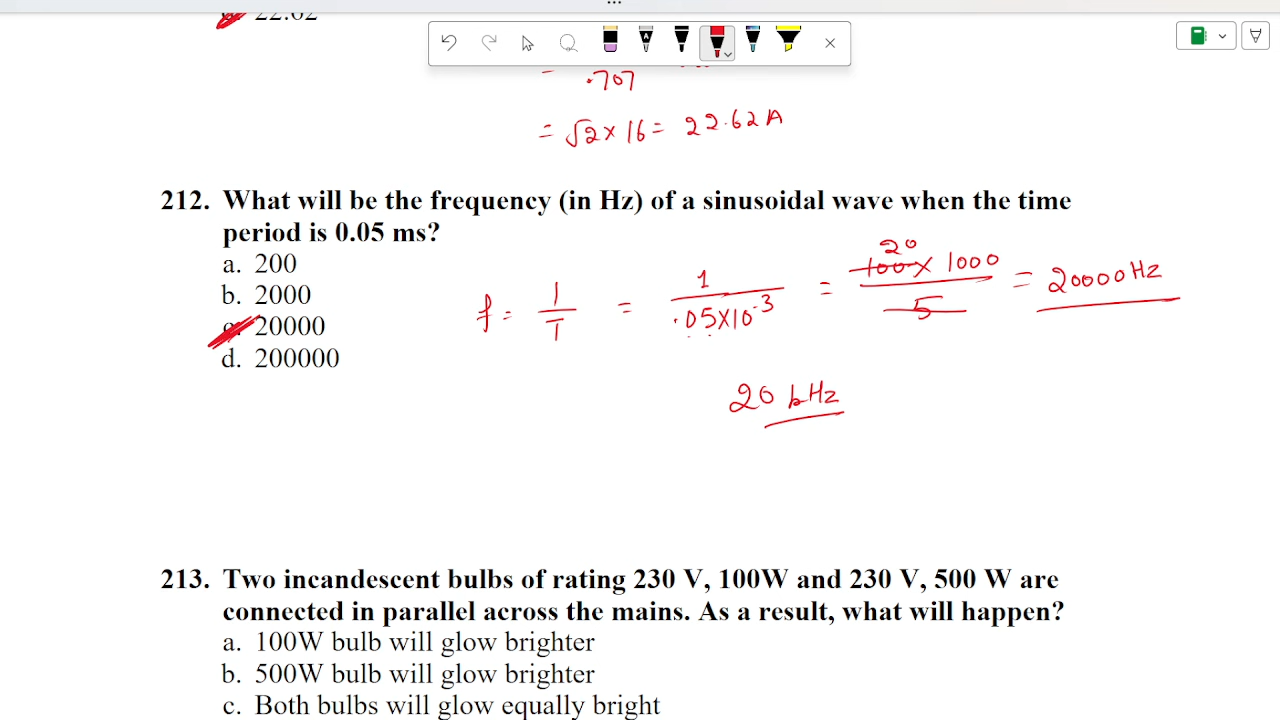 22.62
.707
= √2 × 16 = 22.62 A
212. What will be the frequency (in Hz) of a sinusoidal wave when the time
period is 0.05 ms?
a. 200
b. 2000
c. 20000
d. 200000
f = 1/T = 1/.05×10^-3 = 20 100 × 1000/5 = 20000 Hz
20 kHz
213. Two incandescent bulbs of rating 230 V, 100W and 230 V, 500 W are
connected in parallel across the mains. As a result, what will happen?
a. 100W bulb will glow brighter
b. 500W bulb will glow brighter
c. Both bulbs will glow equally bright